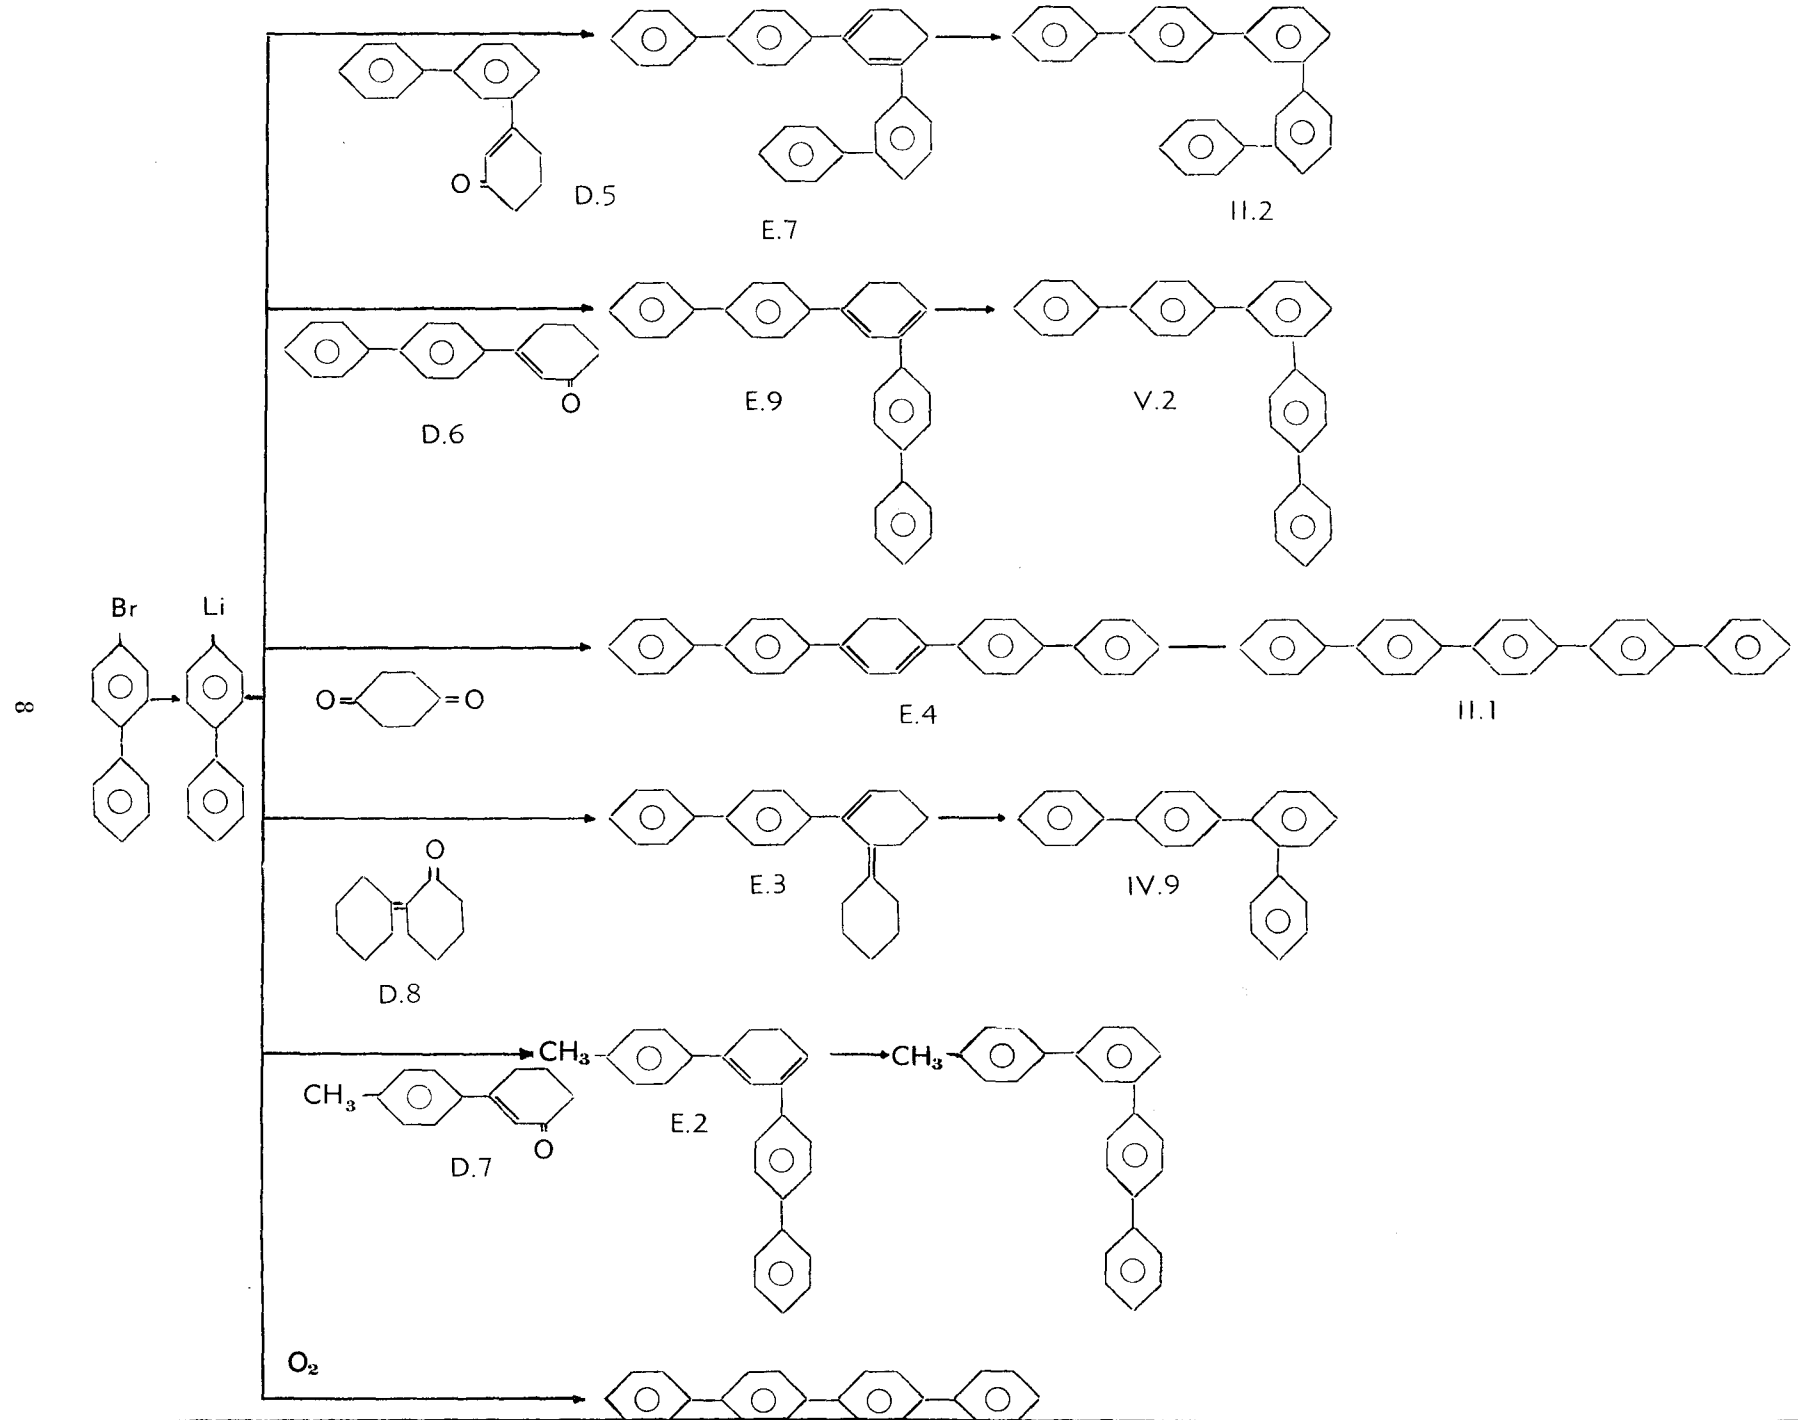 O
D.5
E.7
II.2
D.6
O
E.9
V.2
Br
Li
O
O
E.4
II.1
8
O
D.8
E.3
IV.9
CH₃
CH₃
CH₃
O
D.7
E.2
O₂